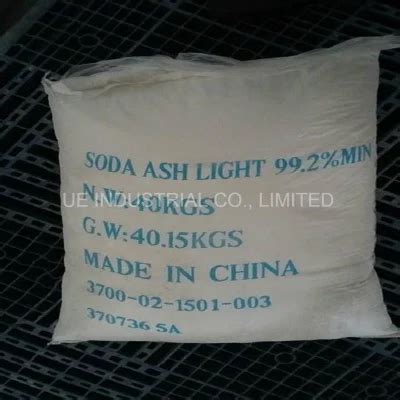 SODA ASH LIGHT 99.2%MIN
UE INDUSTRIAL CO., LIMITED
N.W:40KGS
G.W:40.15KGS
MADE IN CHINA
3700-02-1501-003
370736 SA